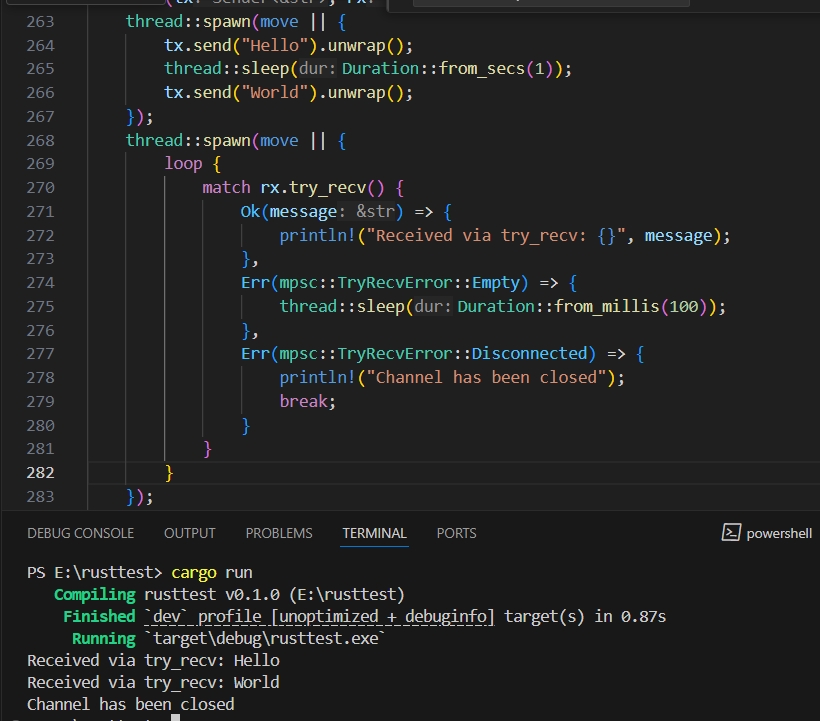 263 thread::spawn(move || {
264 tx.send("Hello").unwrap();
265 thread::sleep(dur: Duration::from_secs(1));
266 tx.send("World").unwrap();
267 });
268 thread::spawn(move || {
269 loop {
270 match rx.try_recv() {
271 Ok(message: &str) => {
272 println!("Received via try_recv: {}", message);
273 },
274 Err(mpsc::TryRecvError::Empty) => {
275 thread::sleep(dur: Duration::from_millis(100));
276 },
277 Err(mpsc::TryRecvError::Disconnected) => {
278 println!("Channel has been closed");
279 break;
280 }
281 }
282 }
283 });
DEBUG CONSOLE OUTPUT PROBLEMS TERMINAL PORTS powershell
PS E:\rusttest> cargo run
Compiling rusttest v0.1.0 (E:\rusttest)
Finished `dev` profile [unoptimized + debuginfo] target(s) in 0.87s
Running `target\debug\rusttest.exe`
Received via try_recv: Hello
Received via try_recv: World
Channel has been closed